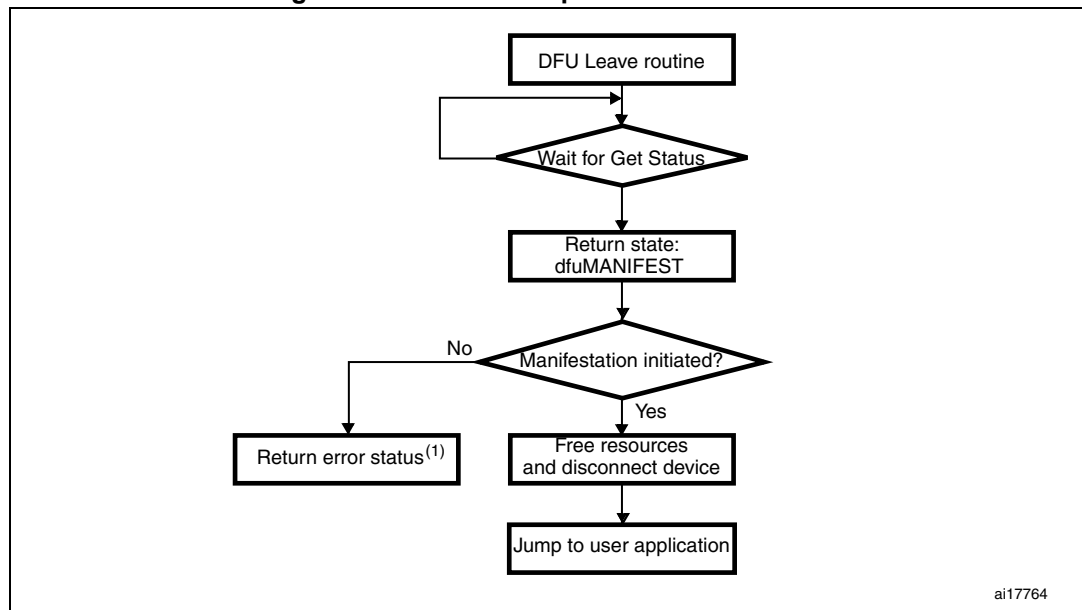 DFU Leave routine
Wait for Get Status
Return state:
dfuMANIFEST
No
Manifestation initiated?
Yes
Return error status(1)
Free resources
and disconnect device
Jump to user application
ai17764